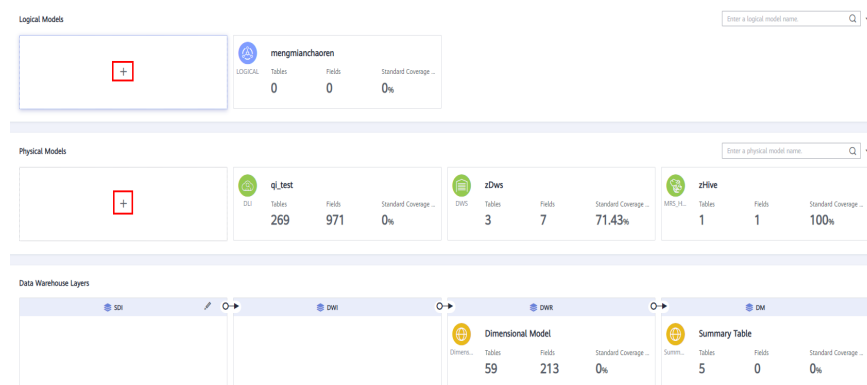 Logical Models
Enter a logical model name.
+
LOGICAL
mengmianchaoren
Tables Fields Standard Coverage ...
0 0 0%
Physical Models
Enter a physical model name.
+
DLI
qi_test
Tables Fields Standard Coverage ...
269 971 0%
DWS
zDws
Tables Fields Standard Coverage ...
3 7 71.43%
MRS_H...
zHive
Tables Fields Standard Coverage ...
1 1 100%
Data Warehouse Layers
SDI DWI DWR DM
Dimens...
Dimensional Model
Tables Fields Standard Coverage ...
59 213 0%
Summ...
Summary Table
Tables Fields Standard Coverage ...
5 0 0%